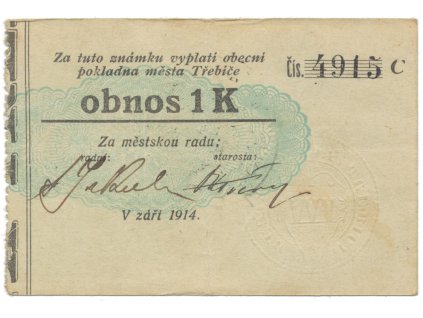 Za tuto známku vyplatí obecní
pokladna města Třebíče
čís. 4915 C
obnos 1 K
Za městskou radu:
radní: starosta:
V září 1914.